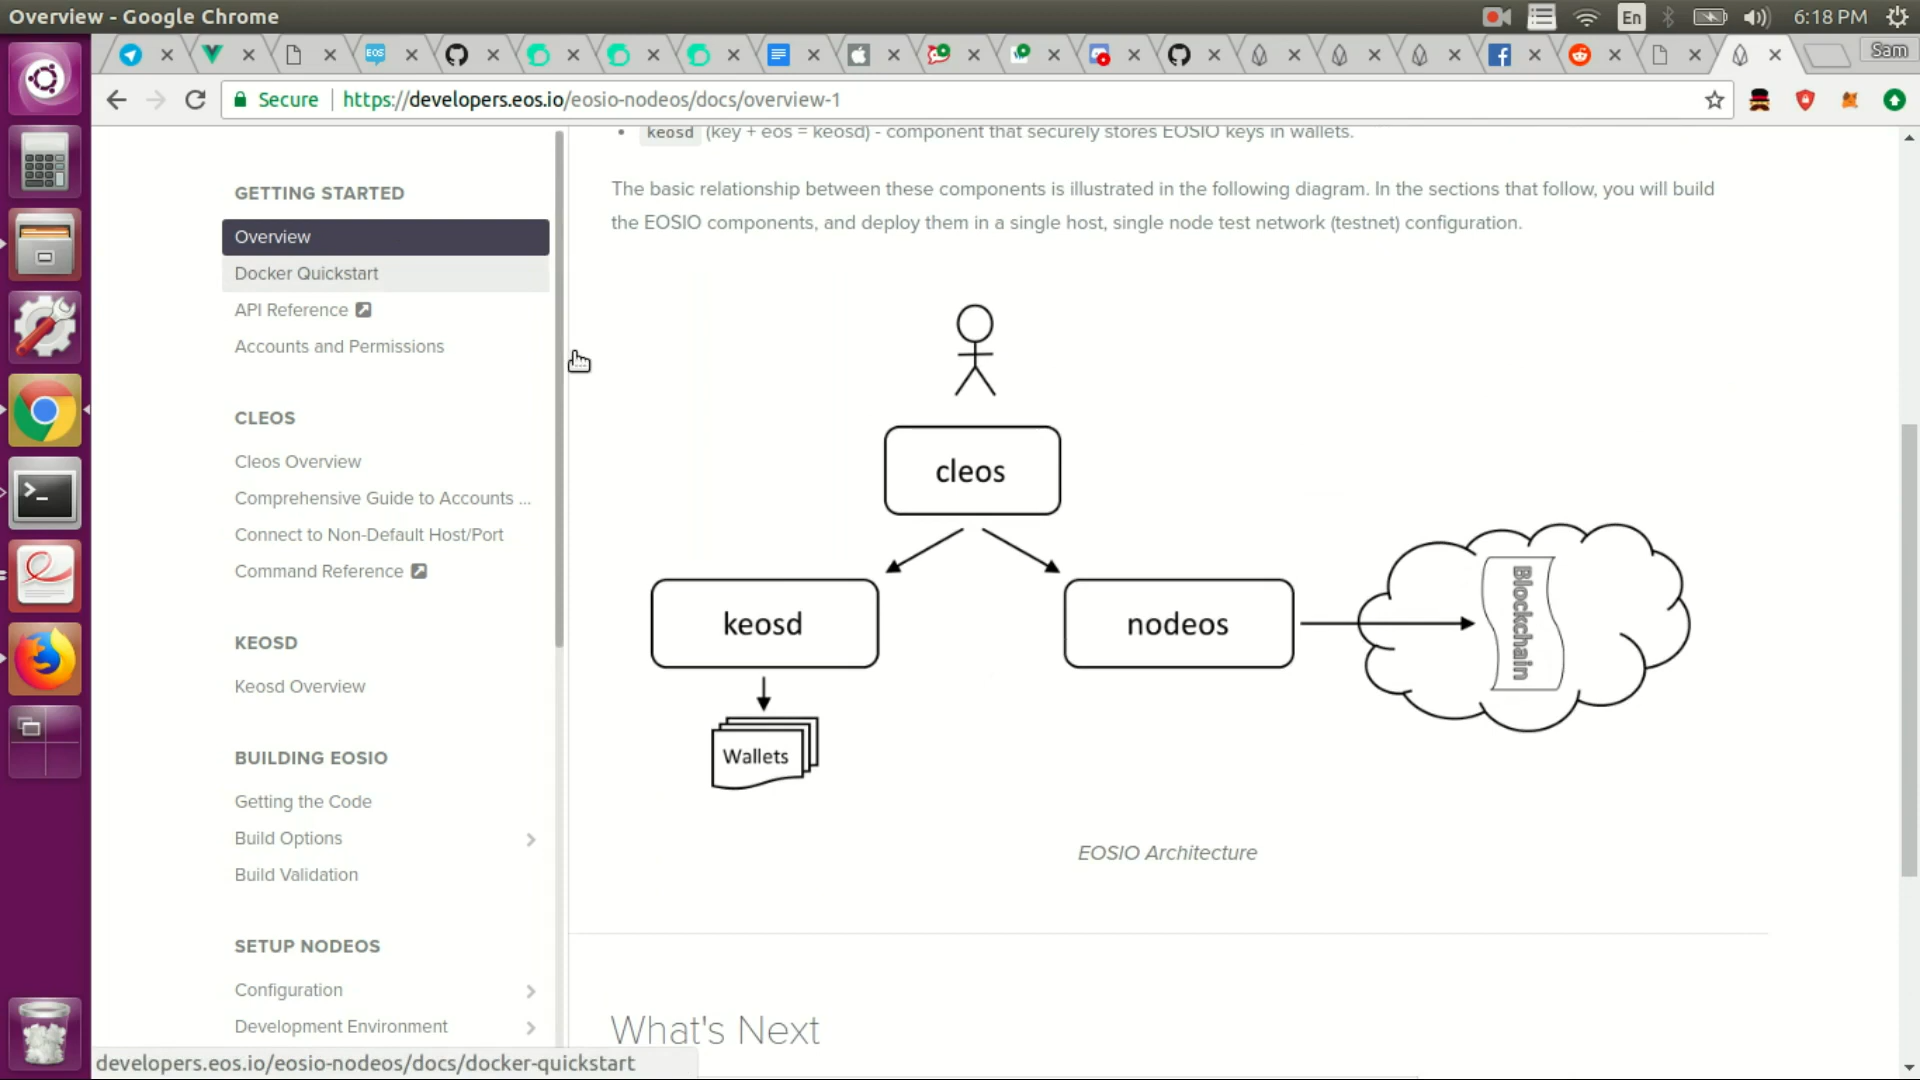 Overview - Google Chrome
En
6:18 PM
EOS
Sam
Secure
https://developers.eos.io/eosio-nodeos/docs/overview-1
GETTING STARTED
Overview
Docker Quickstart
API Reference
Accounts and Permissions
CLEOS
Cleos Overview
Comprehensive Guide to Accounts ...
Connect to Non-Default Host/Port
Command Reference
KEOSD
Keosd Overview
BUILDING EOSIO
Getting the Code
Build Options
Build Validation
SETUP NODEOS
Configuration
Development Environment
developers.eos.io/eosio-nodeos/docs/docker-quickstart
• keosd (key + eos = keosd) - component that securely stores EOSIO keys in wallets.
The basic relationship between these components is illustrated in the following diagram. In the sections that follow, you will build
the EOSIO components, and deploy them in a single host, single node test network (testnet) configuration.
cleos
keosd
nodeos
Blockchain
Wallets
EOSIO Architecture
What's Next